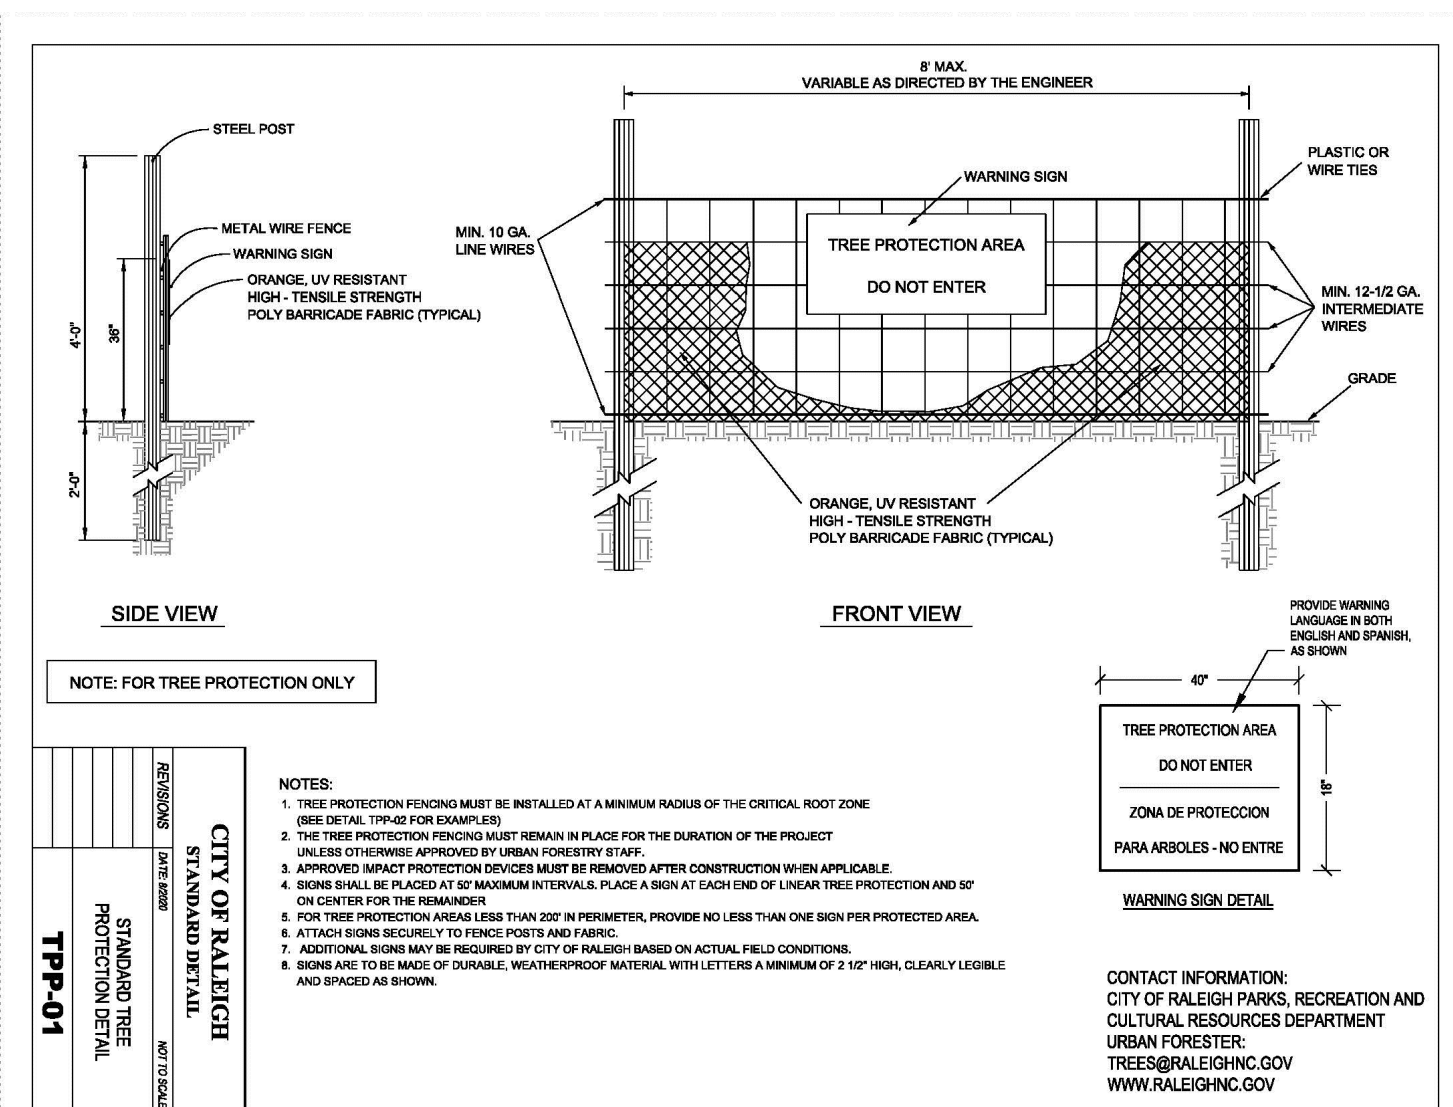 8' MAX.
VARIABLE AS DIRECTED BY THE ENGINEER
STEEL POST
METAL WIRE FENCE
WARNING SIGN
ORANGE, UV RESISTANT
HIGH - TENSILE STRENGTH
POLY BARRICADE FABRIC (TYPICAL)
4'-0"
36"
2'-0"
SIDE VIEW
MIN. 10 GA.
LINE WIRES
WARNING SIGN
TREE PROTECTION AREA
DO NOT ENTER
PLASTIC OR
WIRE TIES
MIN. 12-1/2 GA.
INTERMEDIATE
WIRES
GRADE
ORANGE, UV RESISTANT
HIGH - TENSILE STRENGTH
POLY BARRICADE FABRIC (TYPICAL)
FRONT VIEW
NOTE: FOR TREE PROTECTION ONLY
PROVIDE WARNING
LANGUAGE IN BOTH
ENGLISH AND SPANISH,
AS SHOWN
40"
18"
TREE PROTECTION AREA
DO NOT ENTER
ZONA DE PROTECCION
PARA ARBOLES - NO ENTRE
WARNING SIGN DETAIL
NOTES:
1. TREE PROTECTION FENCING MUST BE INSTALLED AT A MINIMUM RADIUS OF THE CRITICAL ROOT ZONE
(SEE DETAIL TPP-02 FOR EXAMPLES)
2. THE TREE PROTECTION FENCING MUST REMAIN IN PLACE FOR THE DURATION OF THE PROJECT
UNLESS OTHERWISE APPROVED BY URBAN FORESTRY STAFF.
3. APPROVED IMPACT PROTECTION DEVICES MUST BE REMOVED AFTER CONSTRUCTION WHEN APPLICABLE.
4. SIGNS SHALL BE PLACED AT 50' MAXIMUM INTERVALS. PLACE A SIGN AT EACH END OF LINEAR TREE PROTECTION AND 50'
ON CENTER FOR THE REMAINDER
5. FOR TREE PROTECTION AREAS LESS THAN 200' IN PERIMETER, PROVIDE NO LESS THAN ONE SIGN PER PROTECTED AREA.
6. ATTACH SIGNS SECURELY TO FENCE POSTS AND FABRIC.
7. ADDITIONAL SIGNS MAY BE REQUIRED BY CITY OF RALEIGH BASED ON ACTUAL FIELD CONDITIONS.
8. SIGNS ARE TO BE MADE OF DURABLE, WEATHERPROOF MATERIAL WITH LETTERS A MINIMUM OF 2 1/2" HIGH, CLEARLY LEGIBLE
AND SPACED AS SHOWN.
CITY OF RALEIGH
STANDARD DETAIL
REVISIONS
DATE: 8/2020
NOT TO SCALE
STANDARD TREE
PROTECTION DETAIL
TPP-01
CONTACT INFORMATION:
CITY OF RALEIGH PARKS, RECREATION AND
CULTURAL RESOURCES DEPARTMENT
URBAN FORESTER:
TREES@RALEIGHNC.GOV
WWW.RALEIGHNC.GOV